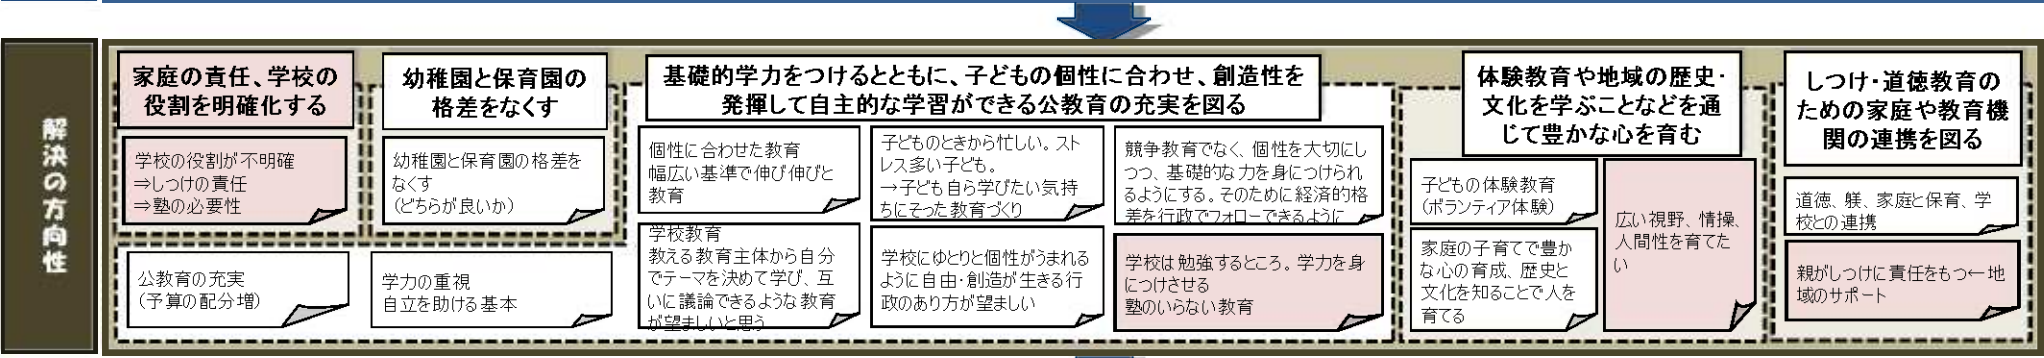 解決の方向性
家庭の責任、学校の
役割を明確化する
学校の役割が不明確
⇒しつけの責任
⇒塾の必要性
幼稚園と保育園の
格差をなくす
幼稚園と保育園の格差を
なくす
(どちらが良いか)
基礎的学力をつけるとともに、子どもの個性に合わせ、創造性を
発揮して自主的な学習ができる公教育の充実を図る
個性に合わせた教育
幅広い基準で伸び伸びと
教育
子どものときから忙しい。スト
レス多い子ども。
→子ども自ら学びたい気持
ちにそった教育づくり
競争教育でなく、個性を大切にし
つつ、基礎的な力を身につけられ
るようにする。そのために経済的格
差を行政でフォローできるように
公教育の充実
(予算の配分増)
学力の重視
自立を助ける基本
学校教育
教える教育主体から自分
でテーマを決めて学び、互
いに議論できるような教育
が望ましいと思う
学校にゆとりと個性がうまれる
ように自由・創造が生きる行
政のあり方が望ましい
学校は勉強するところ。学力を身
につけさせる
塾のいらない教育
体験教育や地域の歴史・
文化を学ぶことなどを通
じて豊かな心を育む
子どもの体験教育
(ボランティア体験)
家庭の子育てで豊か
な心の育成、歴史と
文化を知ることで人を
育てる
広い視野、情操、
人間性を育てた
い
しつけ・道徳教育の
ための家庭や教育機
関の連携を図る
道徳、躾、家庭と保育、学
校との連携
親がしつけに責任をもつ←地
域のサポート